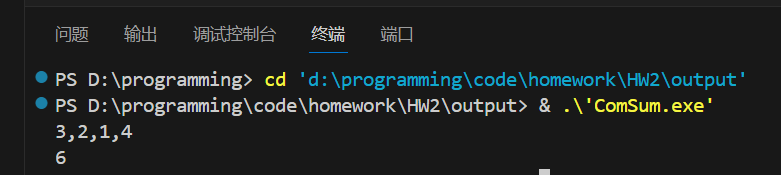 问题 输出 调试控制台 终端 端口
PS D:\programming> cd 'd:\programming\code\homework\HW2\output'
PS D:\programming\code\homework\HW2\output> & .\'ComSum.exe'
3,2,1,4
6